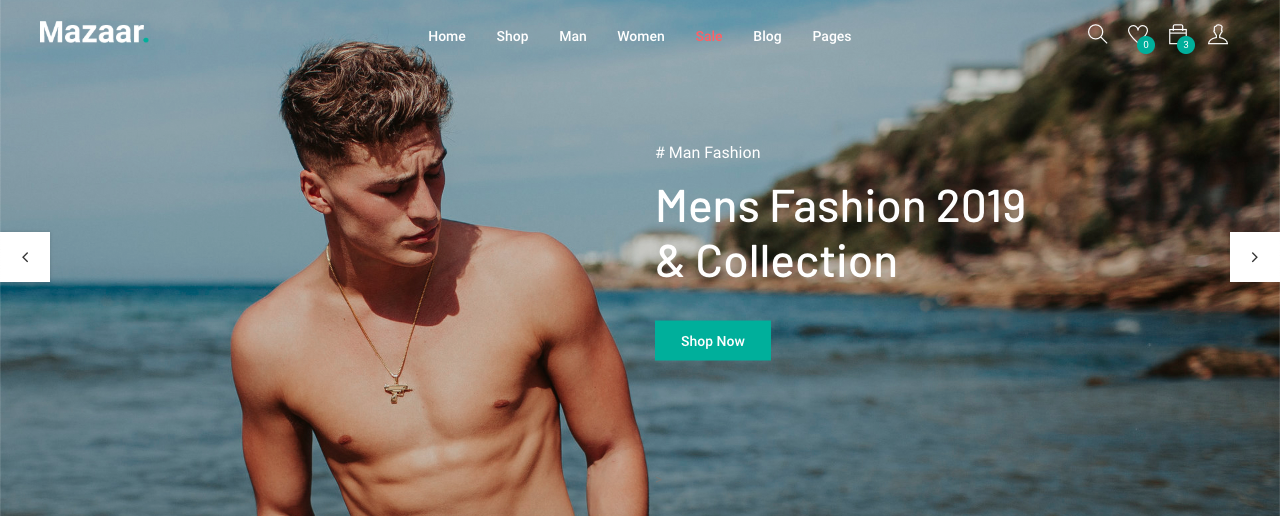 Mazaar.
Home Shop Man Women Sale Blog Pages
0 3
# Man Fashion
Mens Fashion 2019
& Collection
Shop Now